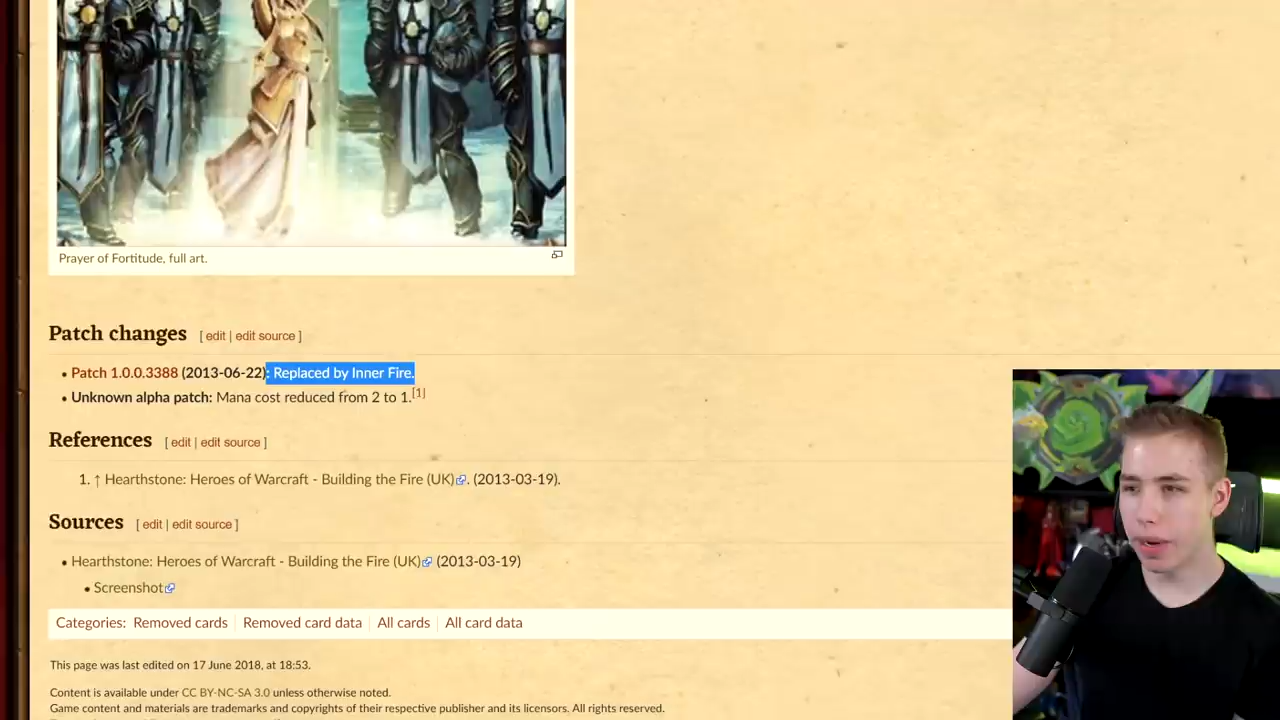 Prayer of Fortitude, full art.
Patch changes [ edit | edit source ]
• Patch 1.0.0.3388 (2013-06-22): Replaced by Inner Fire.
• Unknown alpha patch: Mana cost reduced from 2 to 1.[1]
References [ edit | edit source ]
1. ↑ Hearthstone: Heroes of Warcraft - Building the Fire (UK). (2013-03-19).
Sources [ edit | edit source ]
• Hearthstone: Heroes of Warcraft - Building the Fire (UK) (2013-03-19)
• Screenshot
Categories: Removed cards | Removed card data | All cards | All card data
This page was last edited on 17 June 2018, at 18:53.
Content is available under CC BY-NC-SA 3.0 unless otherwise noted.
Game content and materials are trademarks and copyrights of their respective publisher and its licensors. All rights reserved.